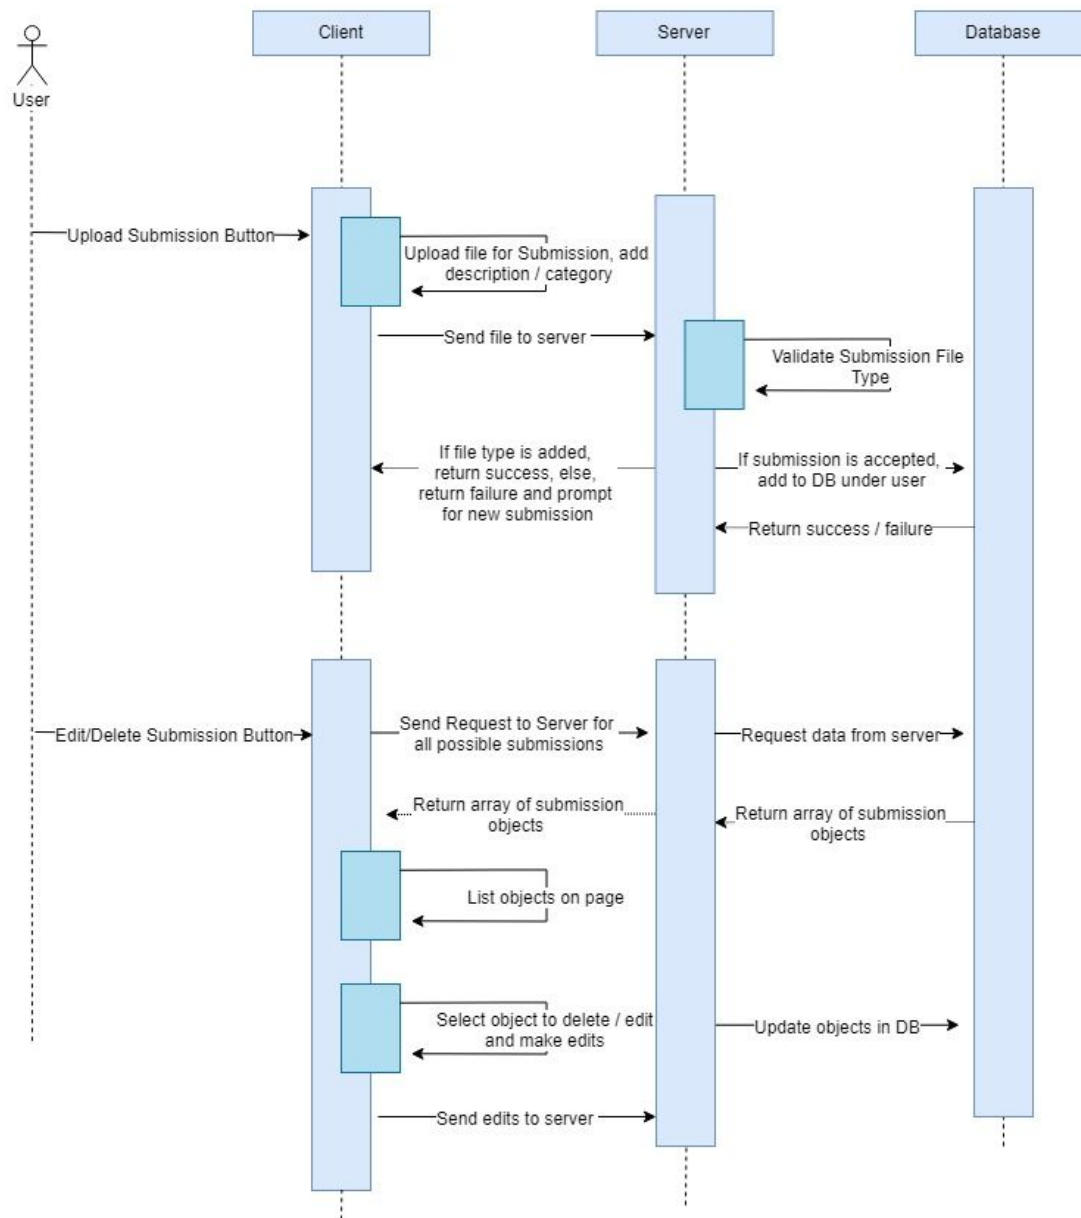 Client
Server
Database
User
Upload Submission Button
Upload file for Submission, add
description / category
Send file to server
Validate Submission File
Type
If file type is added,
return success, else,
return failure and prompt
for new submission
If submission is accepted,
add to DB under user
Return success / failure
Edit/Delete Submission Button
Send Request to Server for
all possible submissions
Request data from server
Return array of submission
objects
Return array of submission
objects
List objects on page
Select object to delete / edit
and make edits
Update objects in DB
Send edits to server